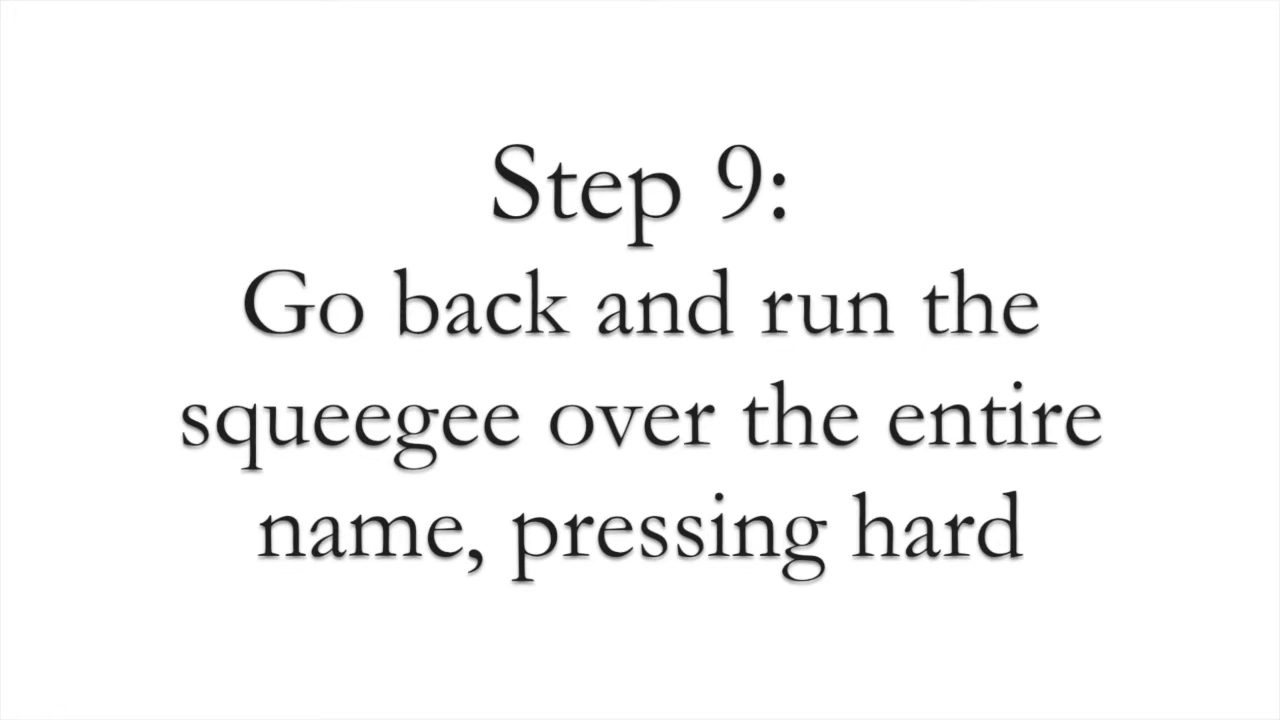 Step 9:
Go back and run the
squeegee over the entire
name, pressing hard